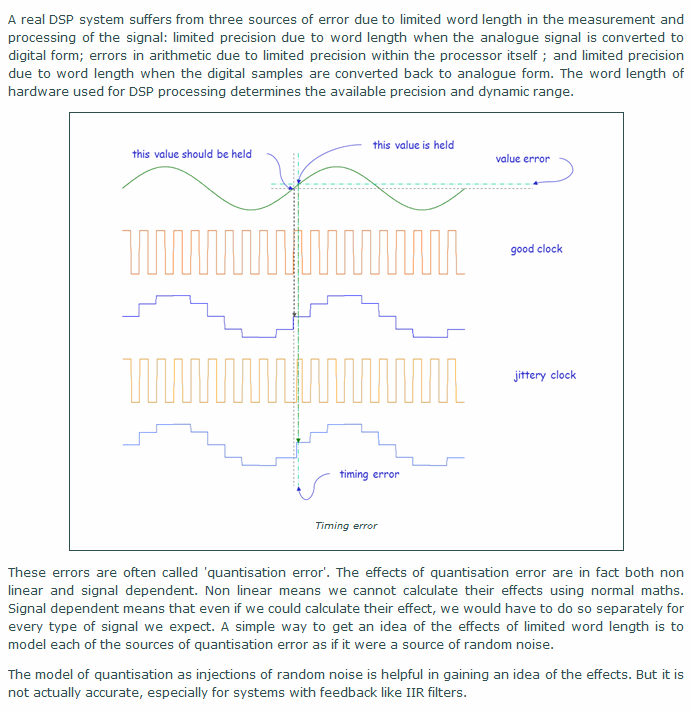 A real DSP system suffers from three sources of error due to limited word length in the measurement and
processing of the signal: limited precision due to word length when the analogue signal is converted to
digital form; errors in arithmetic due to limited precision within the processor itself ; and limited precision
due to word length when the digital samples are converted back to analogue form. The word length of
hardware used for DSP processing determines the available precision and dynamic range.
this value should be held
this value is held
value error
good clock
jittery clock
timing error
Timing error
These errors are often called 'quantisation error'. The effects of quantisation error are in fact both non
linear and signal dependent. Non linear means we cannot calculate their effects using normal maths.
Signal dependent means that even if we could calculate their effect, we would have to do so separately for
every type of signal we expect. A simple way to get an idea of the effects of limited word length is to
model each of the sources of quantisation error as if it were a source of random noise.
The model of quantisation as injections of random noise is helpful in gaining an idea of the effects. But it is
not actually accurate, especially for systems with feedback like IIR filters.